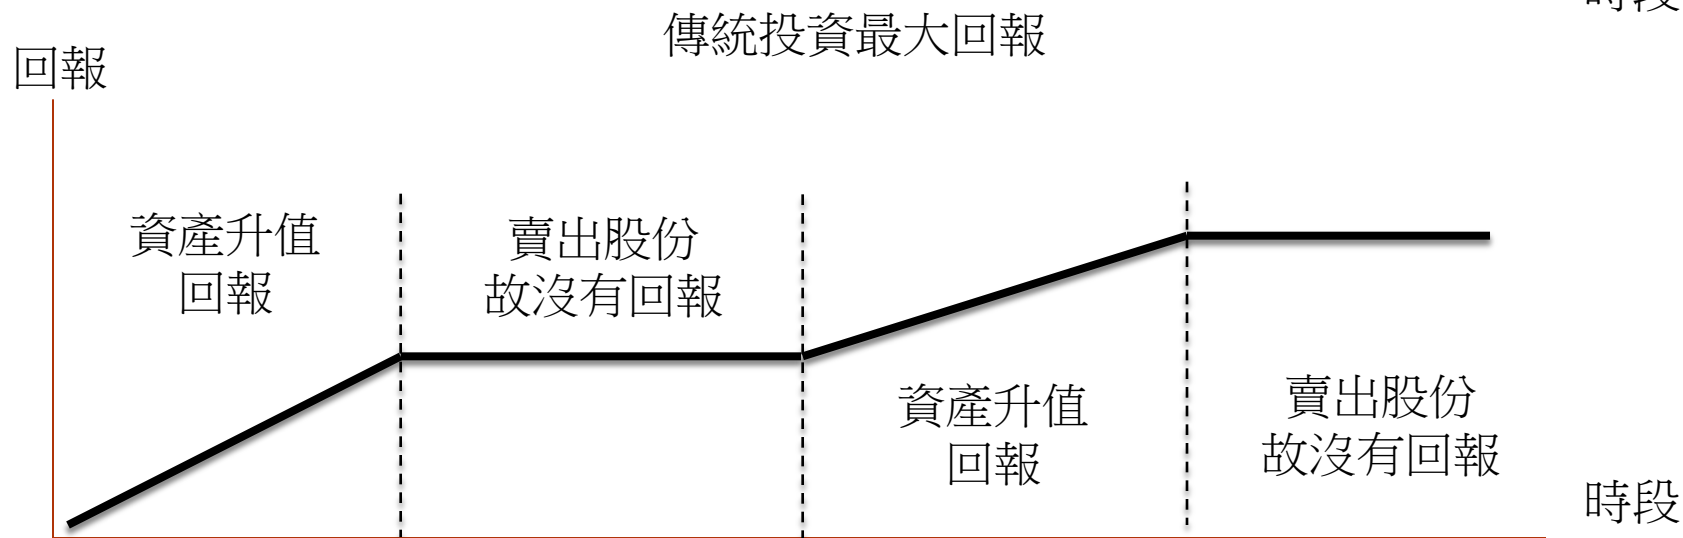 時段
傳統投資最大回報
回報
資產升值
回報
賣出股份
故沒有回報
資產升值
回報
賣出股份
故沒有回報
時段